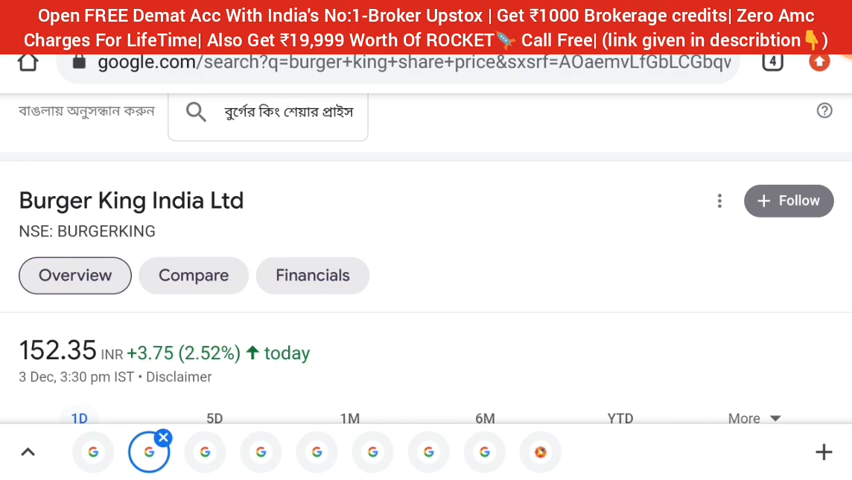 Open FREE Demat Acc With India's No:1-Broker Upstox | Get ₹1000 Brokerage credits| Zero Amc
Charges For LifeTime| Also Get ₹19,999 Worth Of ROCKET🚀 Call Free| (link given in describtion👇)
google.com/search?q=burger+king+share+price&sxsrf=AOaemvLfGbLCGbqv
4
বাংলায় অনুসন্ধান করুন
বুর্গের কিং শেয়ার প্রাইস
Burger King India Ltd
+ Follow
NSE: BURGERKING
Overview
Compare
Financials
152.35 INR +3.75 (2.52%) ↑ today
3 Dec, 3:30 pm IST • Disclaimer
1D
5D
1M
6M
YTD
More